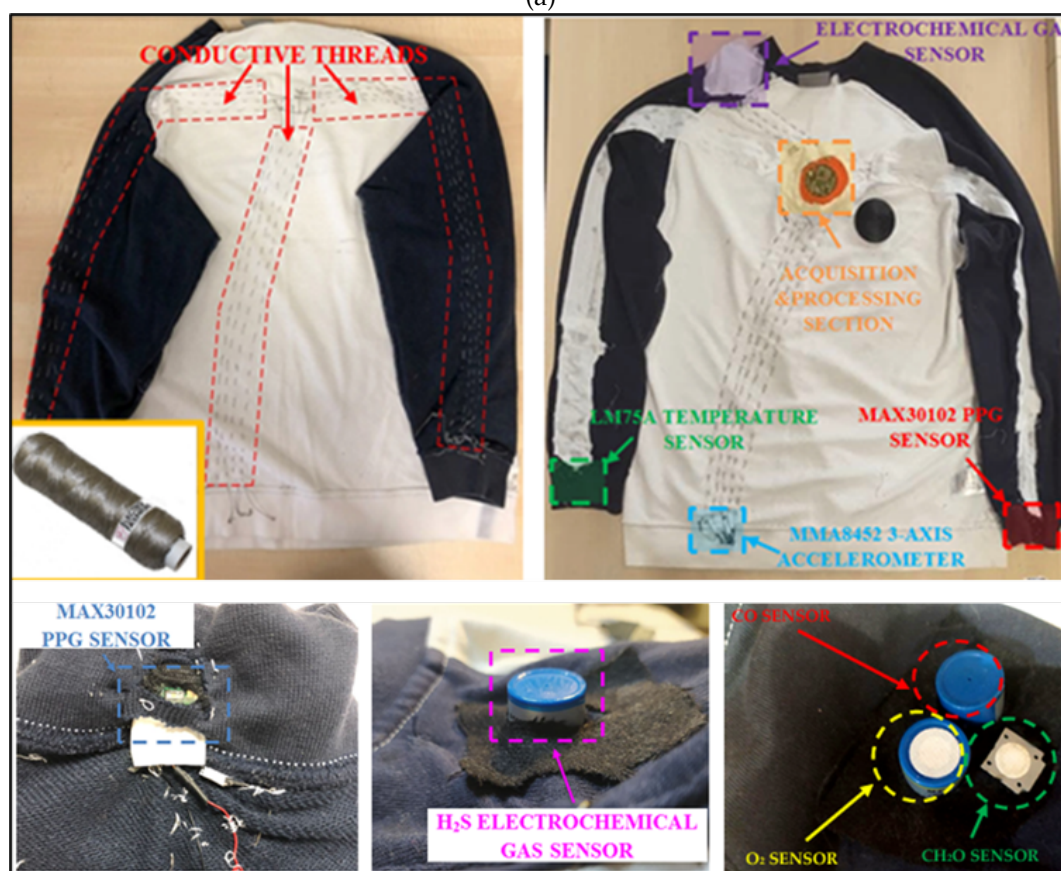 (a)
CONDUCTIVE THREADS
ELECTROCHEMICAL GA
SENSOR
ACQUISITION
&PROCESSING
SECTION
LM75A TEMPERATURE
SENSOR
MAX30102 PPG
SENSOR
MMA8452 3-AXIS
ACCELEROMETER
MAX30102
PPG SENSOR
H₂S ELECTROCHEMICAL
GAS SENSOR
CO SENSOR
O₂ SENSOR
CH₂O SENSOR